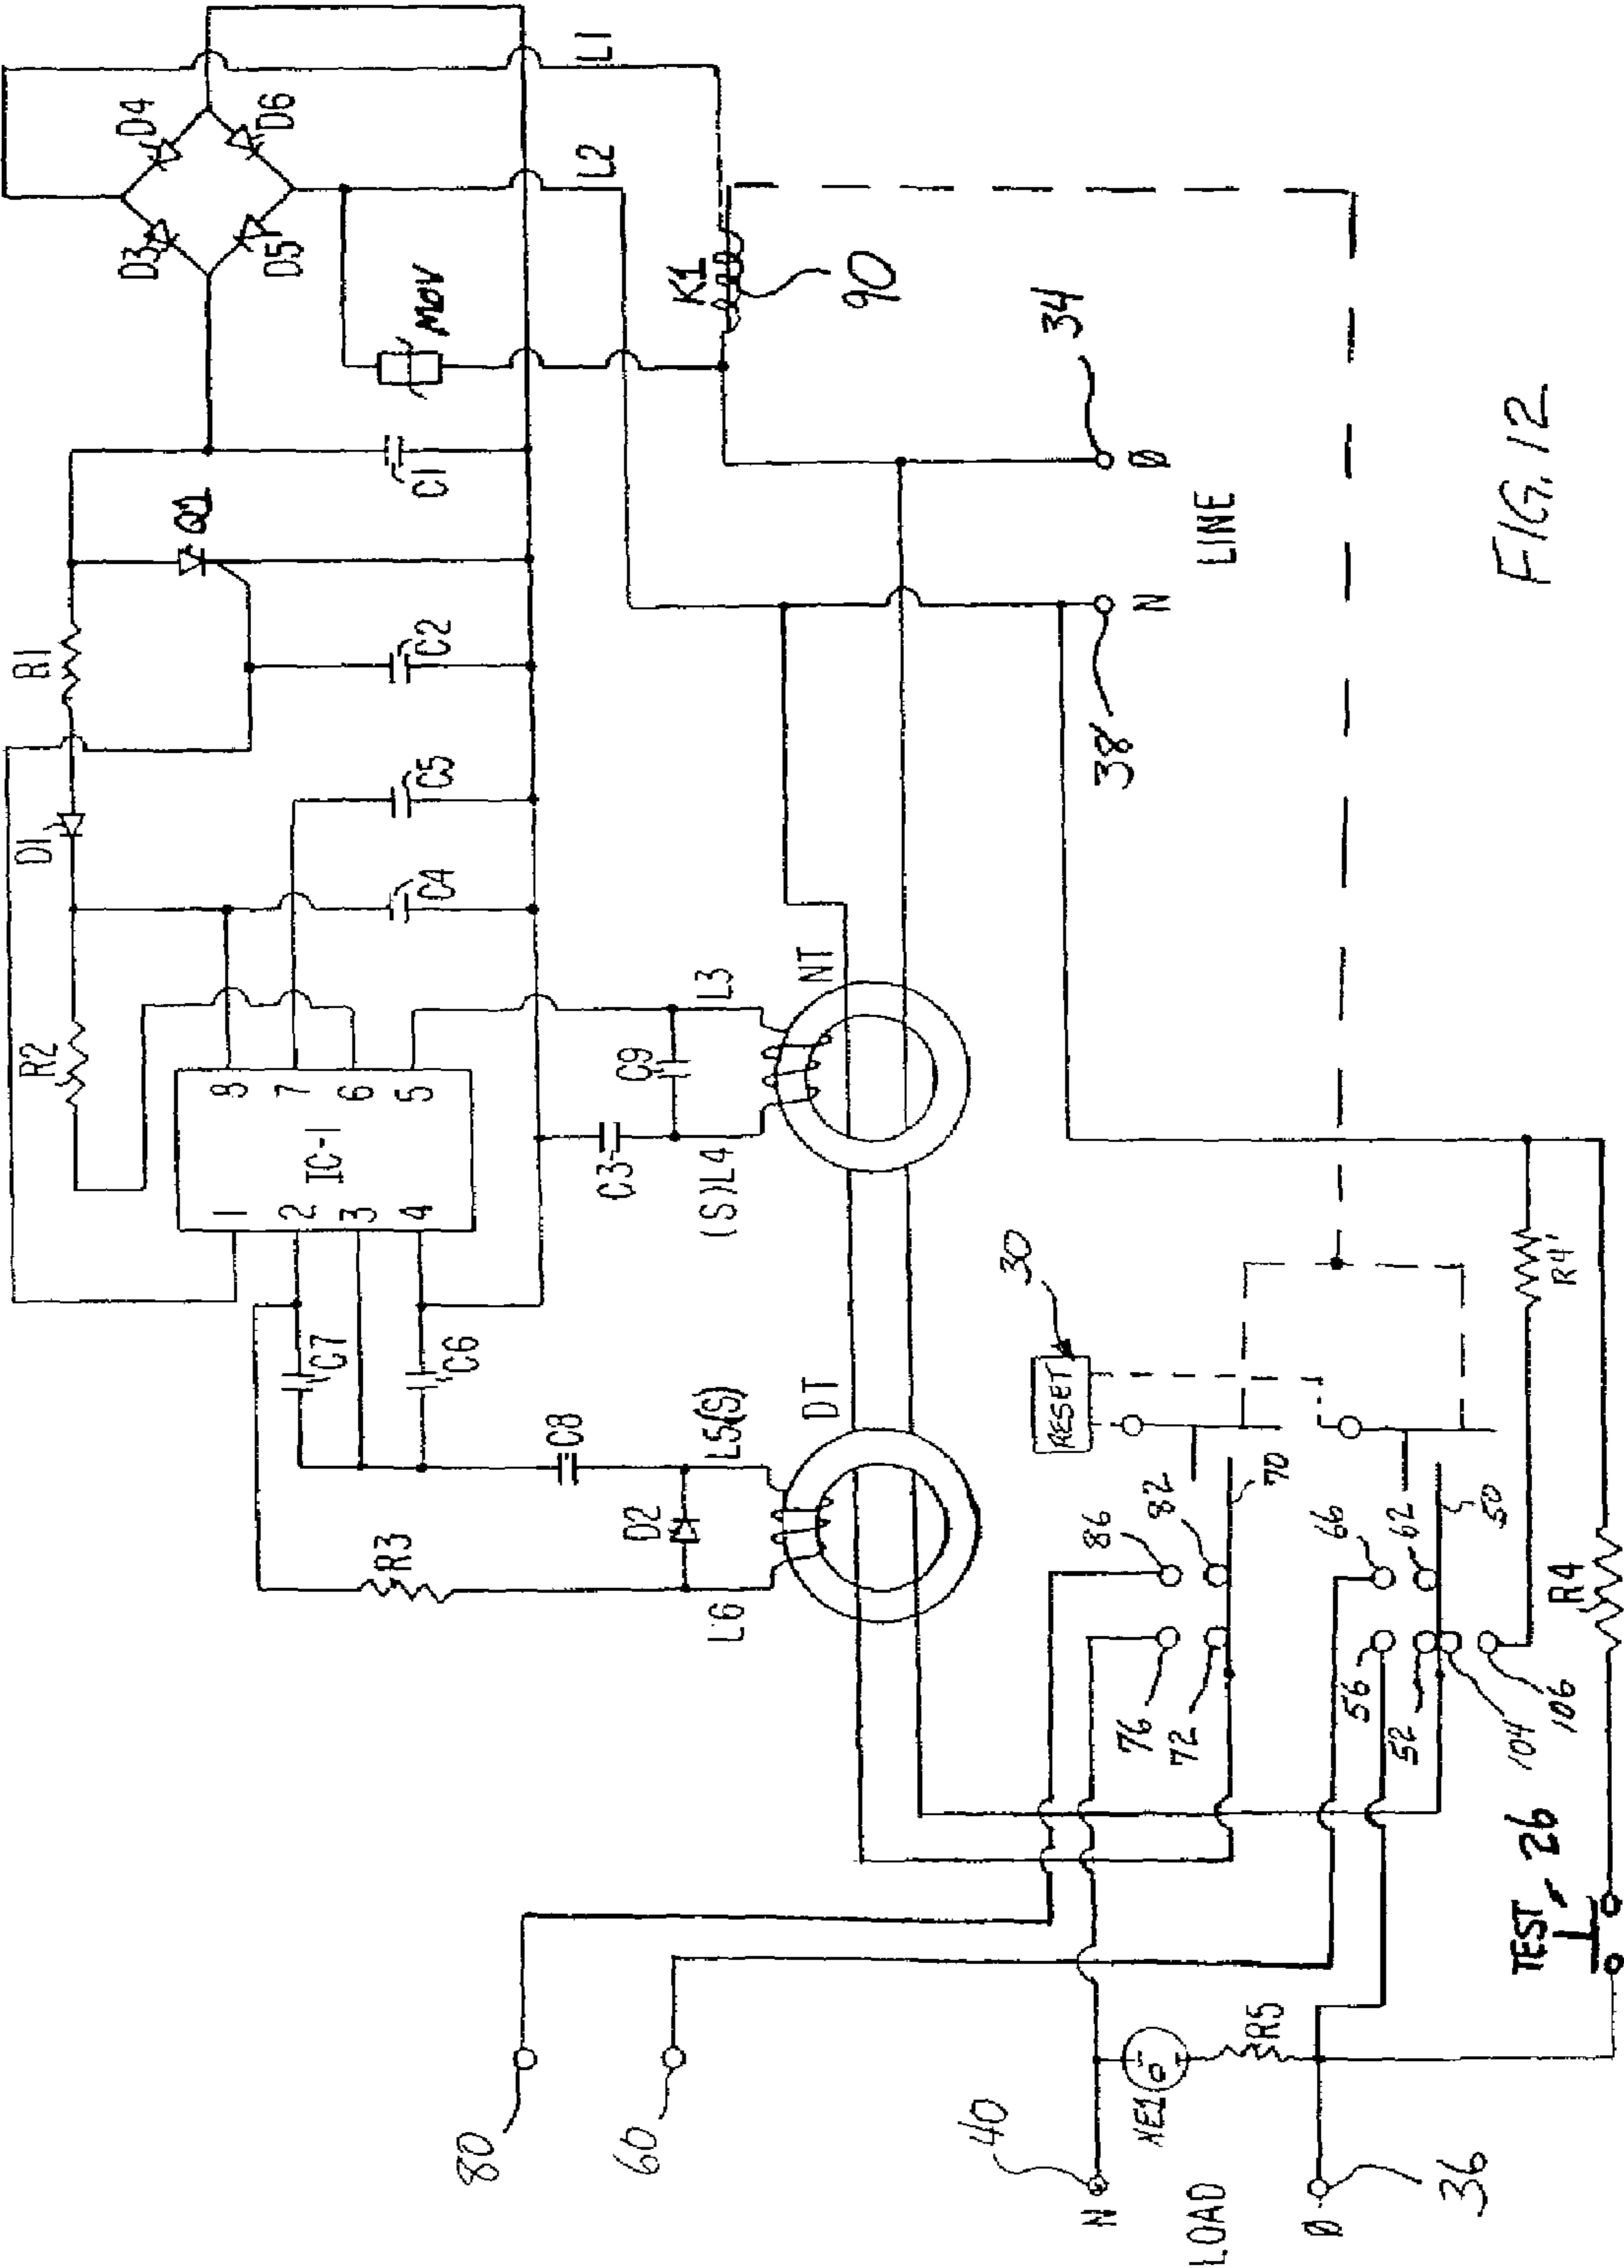 L1
L2
D4
D6
D3
D5
MOV
K1
90
34
Ø
LINE
N
38
C1
Q1
C2
R1
C5
D1
C4
R2
8
7
6
5
IC-1
1
2
3
4
L3
NT
C9
C3
(S)L4
C7
C6
C8
L5(S)
DT
D2
R3
L6
30
RESET
R4'
70
82
86
50
62
66
76
72
56
52
104
106
R4
TEST
26
R5
NE1
80
60
40
N
LOAD
Ø
36
FIG. 12